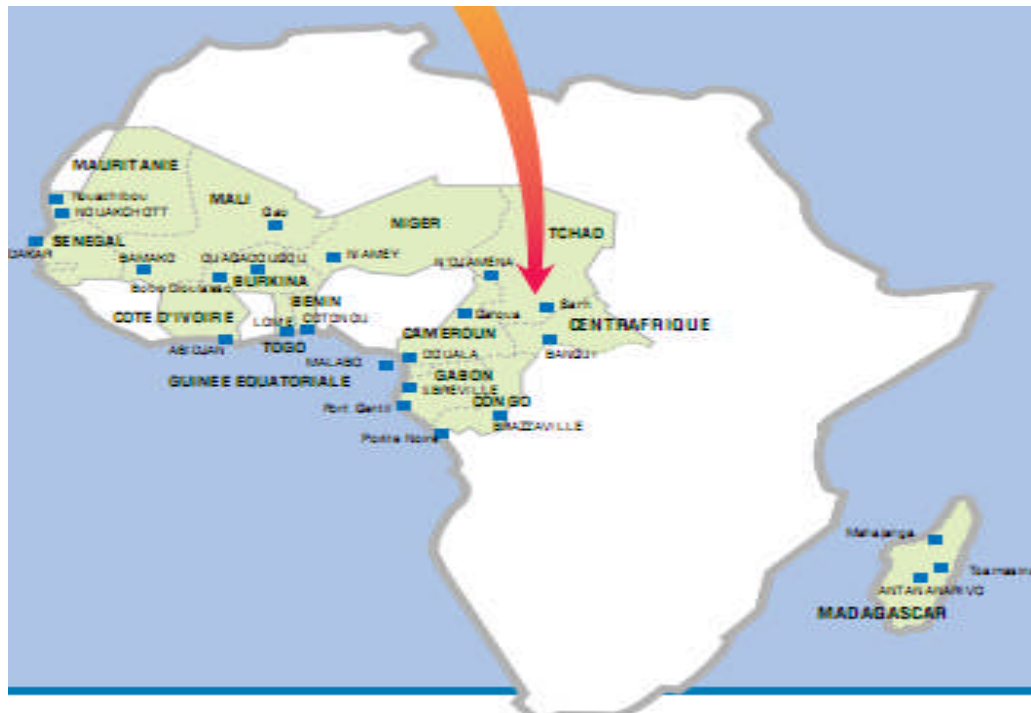 MAURITANIE
Nouadhibou
NOUAKCHOTT
MALI
Gao
NIGER
TCHAD
DAKAR
SENEGAL
BAMAKO
OUAGADOUGOU
NIAMEY
N'DJAMENA
Bobo Dioulasso
BURKINA
BENIN
Sarh
COTE D'IVOIRE
LOME
COTONOU
Garoua
CENTRAFRIQUE
CAMEROUN
ABIDJAN
TOGO
DOUALA
BANGUY
MALABO
GUINEE EQUATORIALE
GABON
LIBREVILLE
Port Gentil
CONGO
BRAZZAVILLE
Pointe Noire
Mahajanga
Toamasina
ANTANANARIVO
MADAGASCAR